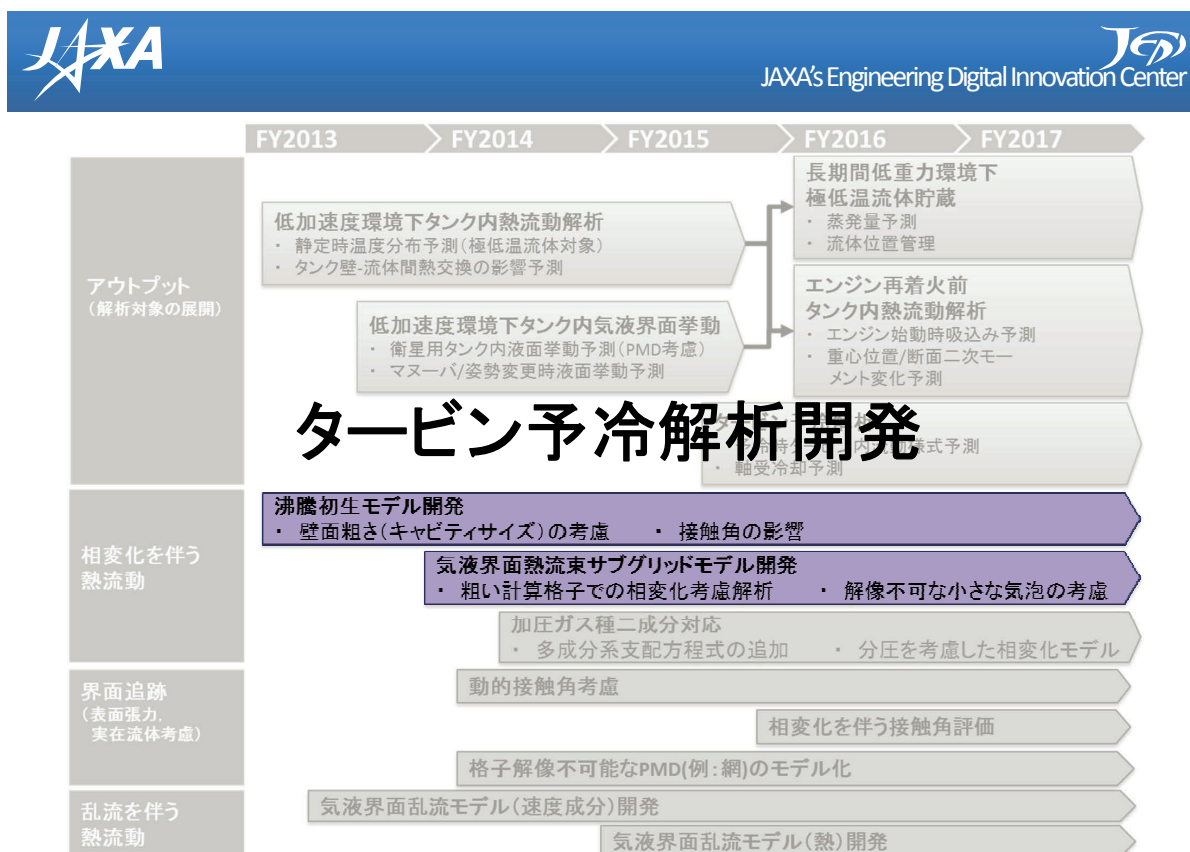 JAXA
JAXA's Engineering Digital Innovation Center
FY2013
FY2014
FY2015
FY2016
FY2017
アウトプット
（解析対象の展開）
低加速度環境下タンク内熱流動解析
・ 静定時温度分布予測（極低温流体対象）
・ タンク壁-流体間熱交換の影響予測
長期間低重力環境下
極低温流体貯蔵
・ 蒸発量予測
・ 流体位置管理
低加速度環境下タンク内気液界面挙動
・ 衛星用タンク内液面挙動予測（PMD考慮）
・ マヌーバ/姿勢変更時液面挙動予測
エンジン再着火前
タンク内熱流動解析
・ エンジン始動時吸込み予測
・ 重心位置/断面二次モー
メント変化予測
タービン予冷解析開発
・ 軸受冷却予測
相変化を伴う
熱流動
沸騰初生モデル開発
・ 壁面粗さ（キャビティサイズ）の考慮 ・ 接触角の影響
気液界面熱流束サブグリッドモデル開発
・ 粗い計算格子での相変化考慮解析 ・ 解像不可な小さな気泡の考慮
加圧ガス種二成分対応
・ 多成分系支配方程式の追加 ・ 分圧を考慮した相変化モデル
界面追跡
（表面張力,
実在流体考慮）
動的接触角考慮
相変化を伴う接触角評価
格子解像不可能なPMD(例：網)のモデル化
乱流を伴う
熱流動
気液界面乱流モデル（速度成分）開発
気液界面乱流モデル（熱）開発